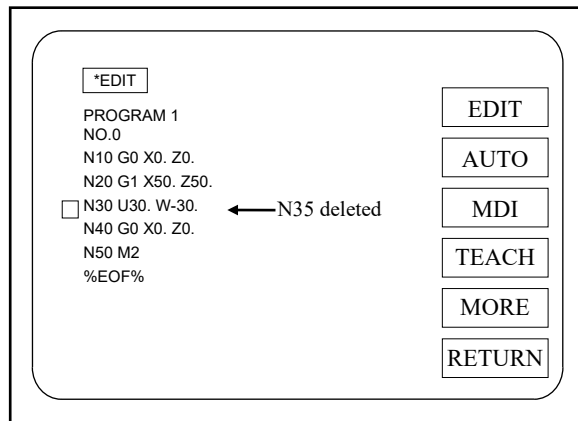 *EDIT
PROGRAM 1
NO.0
N10 G0 X0. Z0.
N20 G1 X50. Z50.
N30 U30. W-30.
N35 deleted
N40 G0 X0. Z0.
N50 M2
%EOF%
EDIT
AUTO
MDI
TEACH
MORE
RETURN